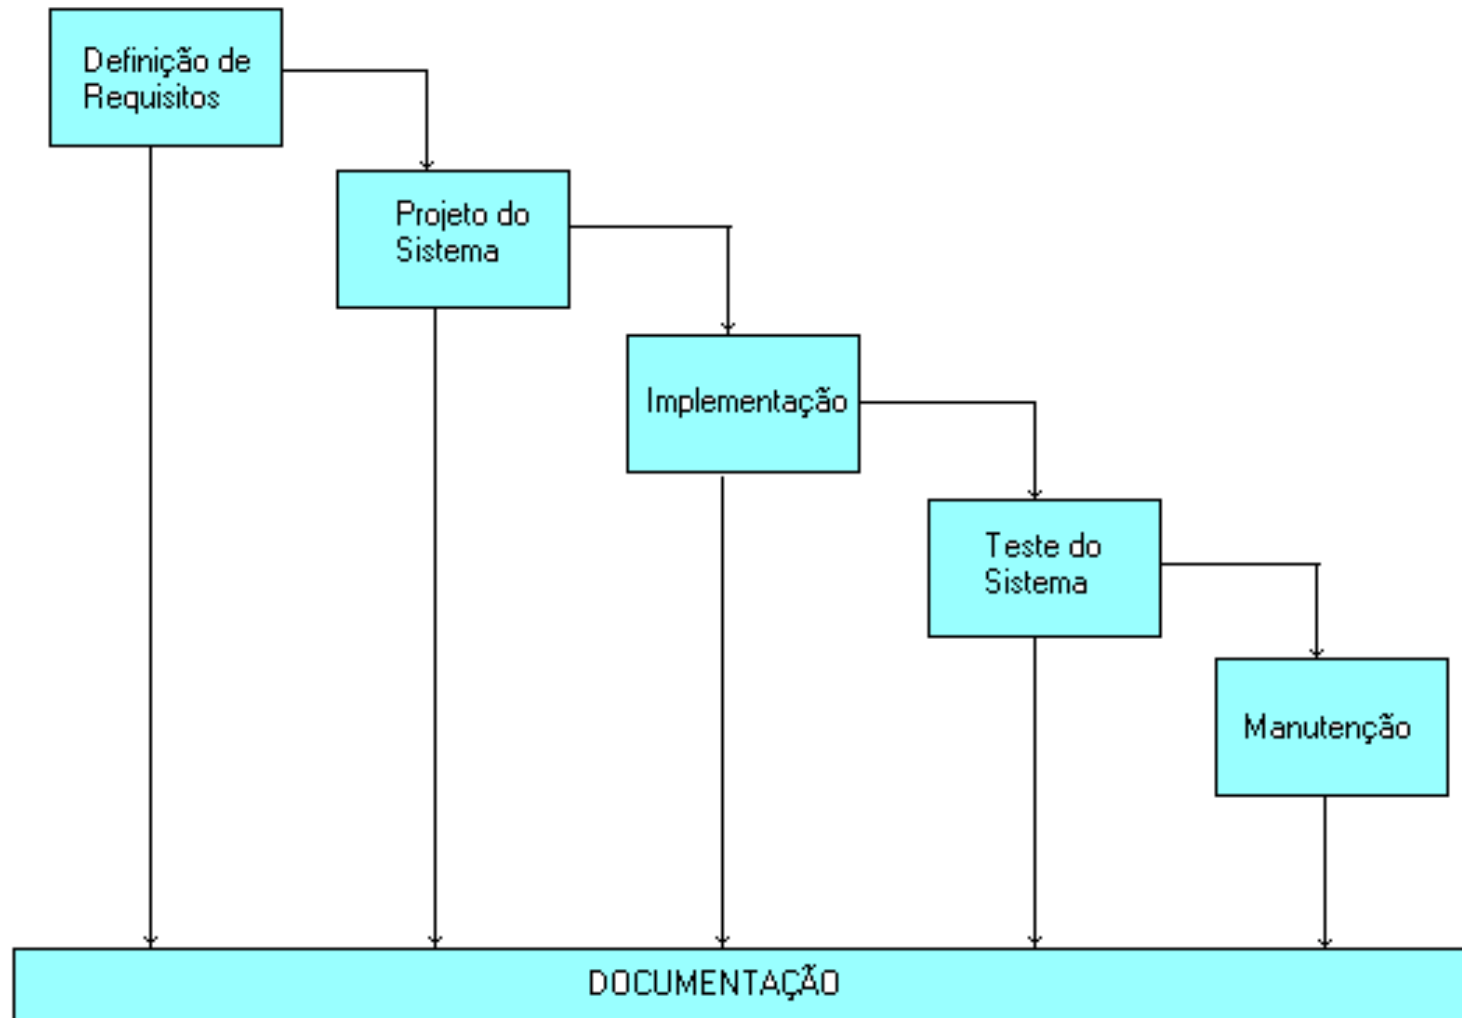 Definição de
Requisitos
Projeto do
Sistema
Implementação
Teste do
Sistema
Manutenção
DOCUMENTAÇÃO